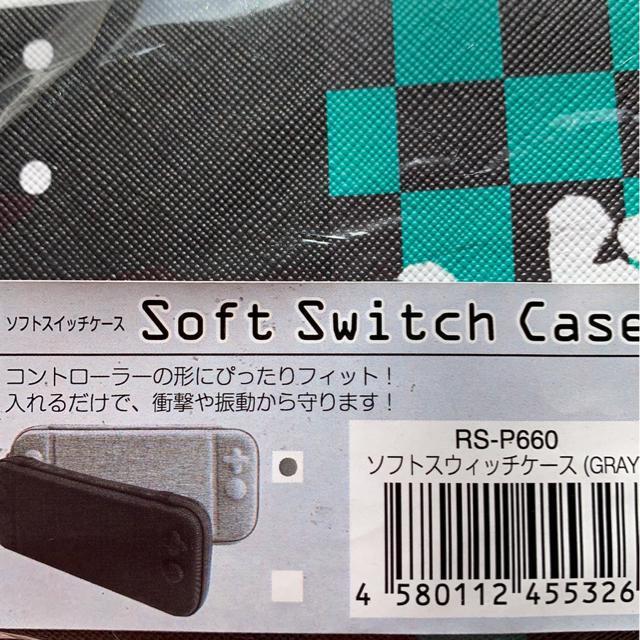 ソフトスイッチケース Soft Switch Case
コントローラーの形にぴったりフィット！
入れるだけで、衝撃や振動から守ります！
RS-P660
ソフトスウィッチケース (GRAY
4 580112 455326